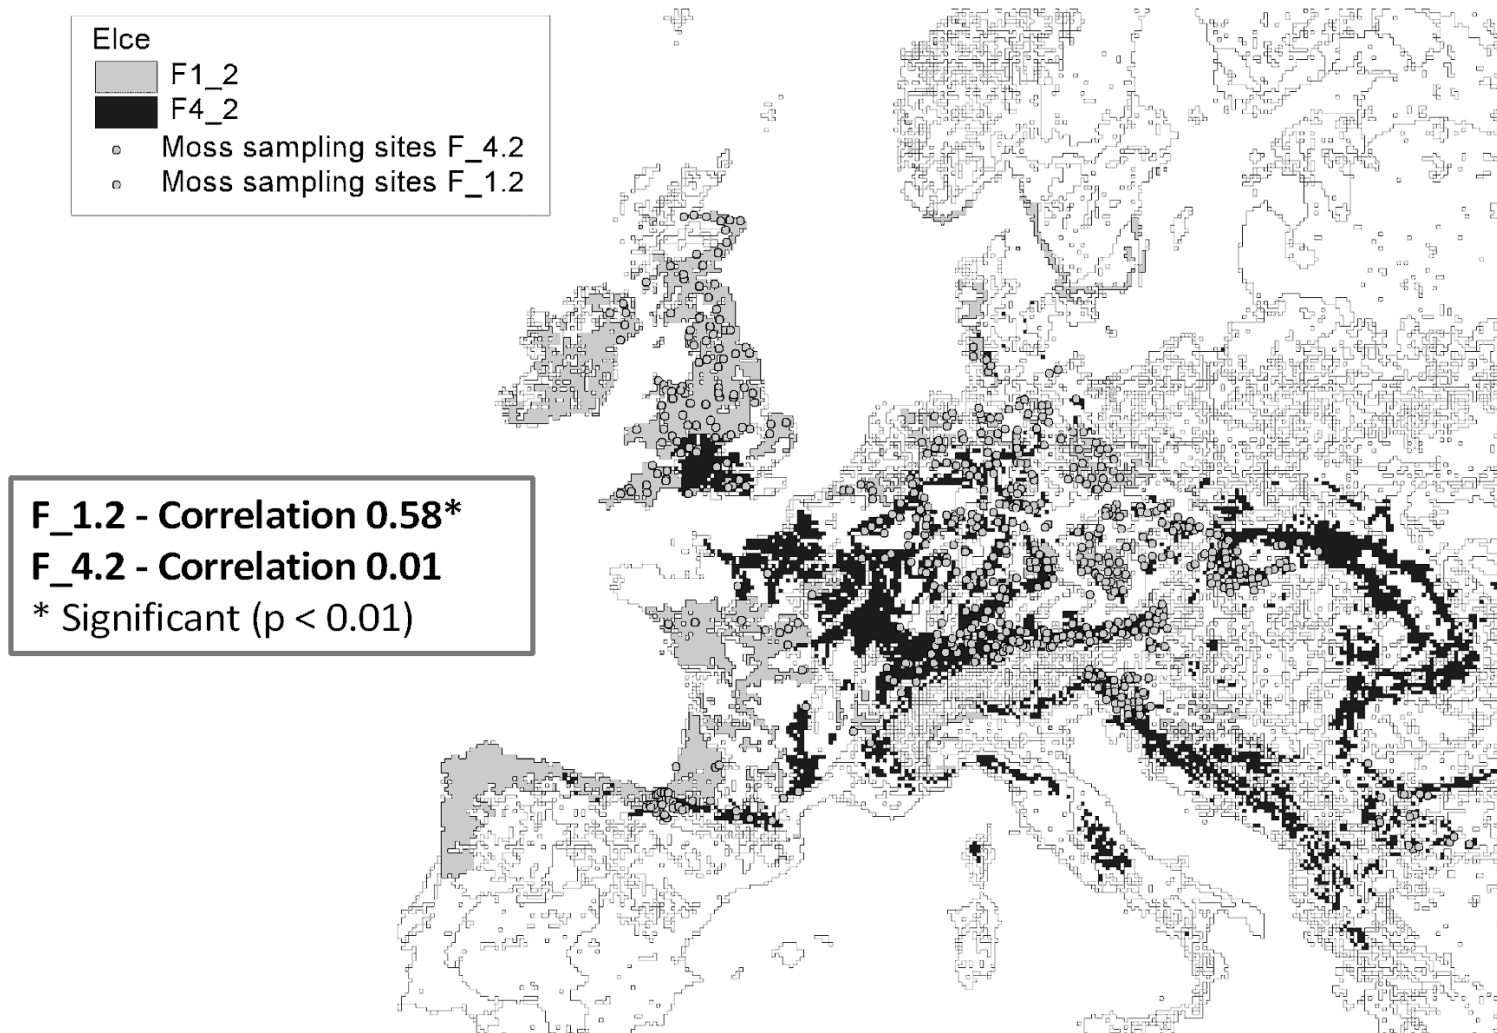 Elce
F1_2
F4_2
Moss sampling sites F_4.2
Moss sampling sites F_1.2
F_1.2 - Correlation 0.58*
F_4.2 - Correlation 0.01
* Significant (p < 0.01)